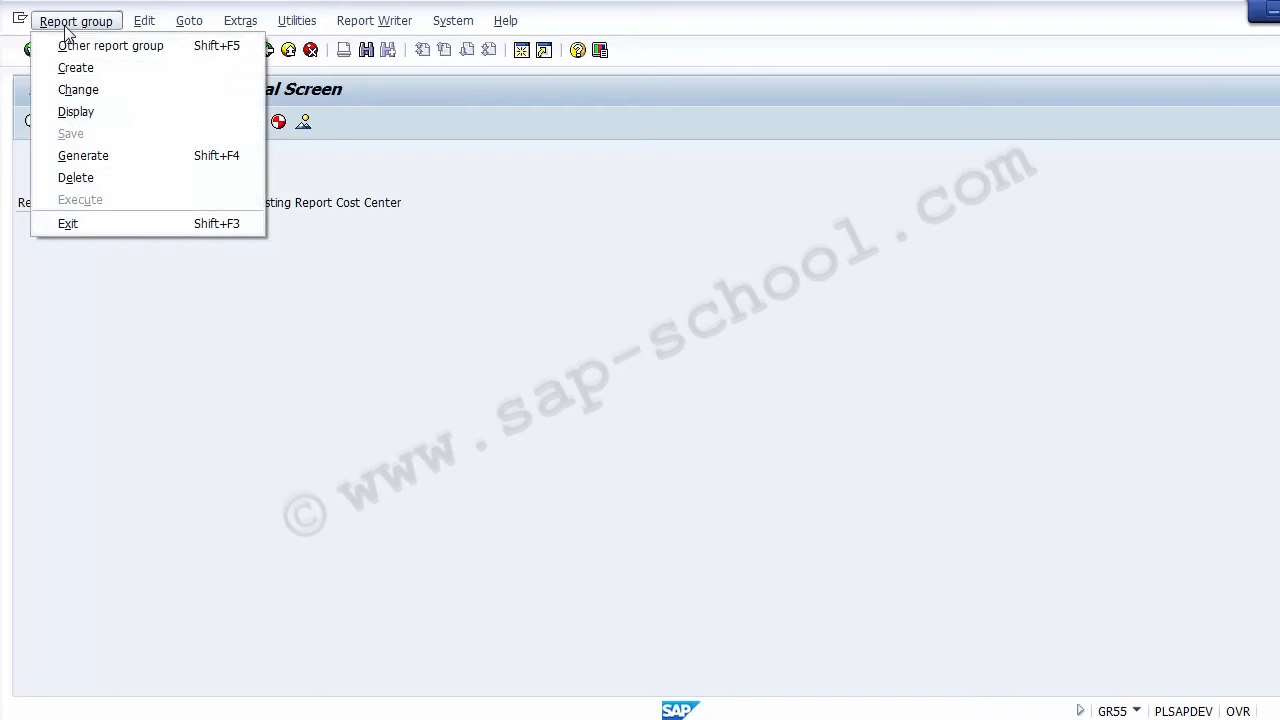 Report group Edit Goto Extras Utilities Report Writer System Help
Other report group Shift+F5
Create
Change
Display
Save
Generate Shift+F4
Delete
Execute
Exit Shift+F3
al Screen
Re
sting Report Cost Center
© www.sap-school.com
SAP
GR55 PLSAPDEV OVR